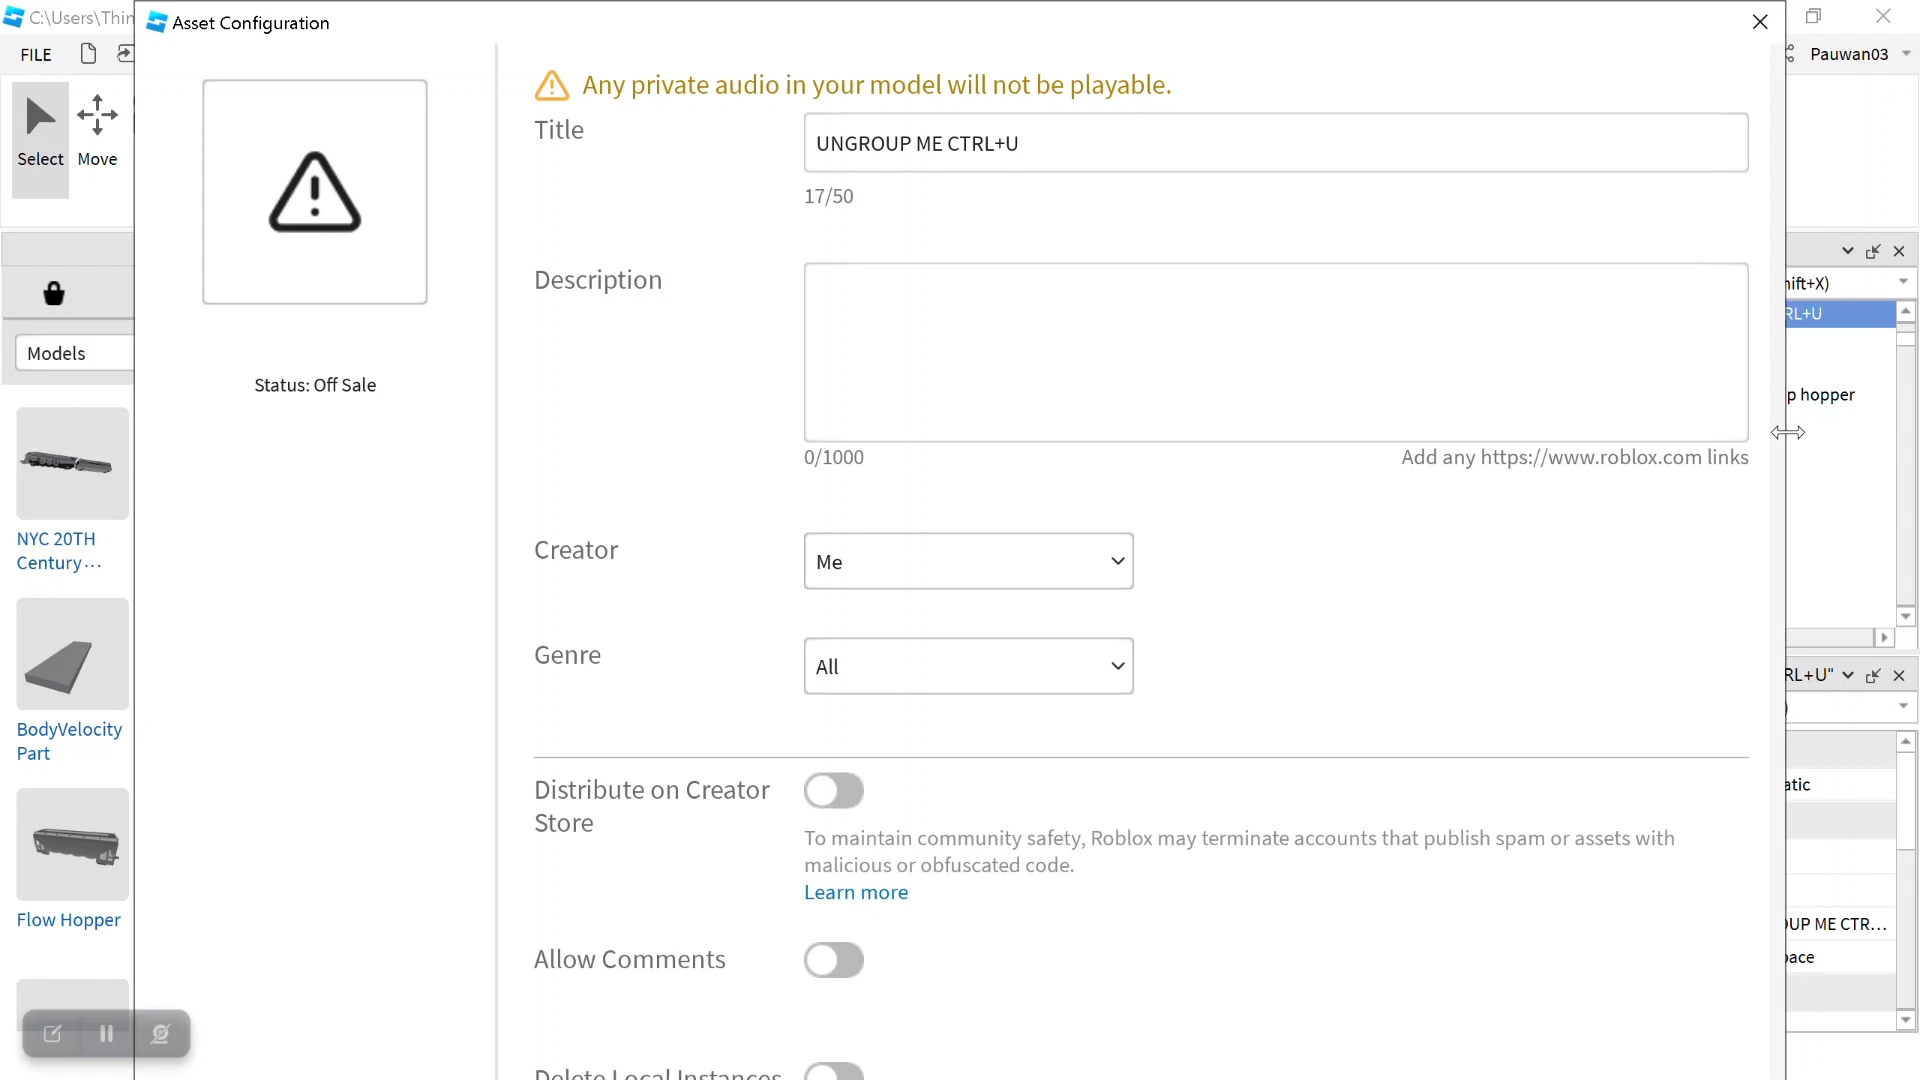 C:\Users\Thin
Asset Configuration
FILE
Pauwan03
Select
Move
Models
NYC 20TH
Century...
BodyVelocity
Part
Flow Hopper
Status: Off Sale
Any private audio in your model will not be playable.
Title
UNGROUP ME CTRL+U
17/50
Description
0/1000
Add any https://www.roblox.com links
Creator
Me
Genre
All
Distribute on Creator
Store
To maintain community safety, Roblox may terminate accounts that publish spam or assets with
malicious or obfuscated code.
Learn more
Allow Comments
Delete Local Instances
ift+X)
RL+U
p hopper
RL+U"
)
atic
OUP ME CTR...
pace